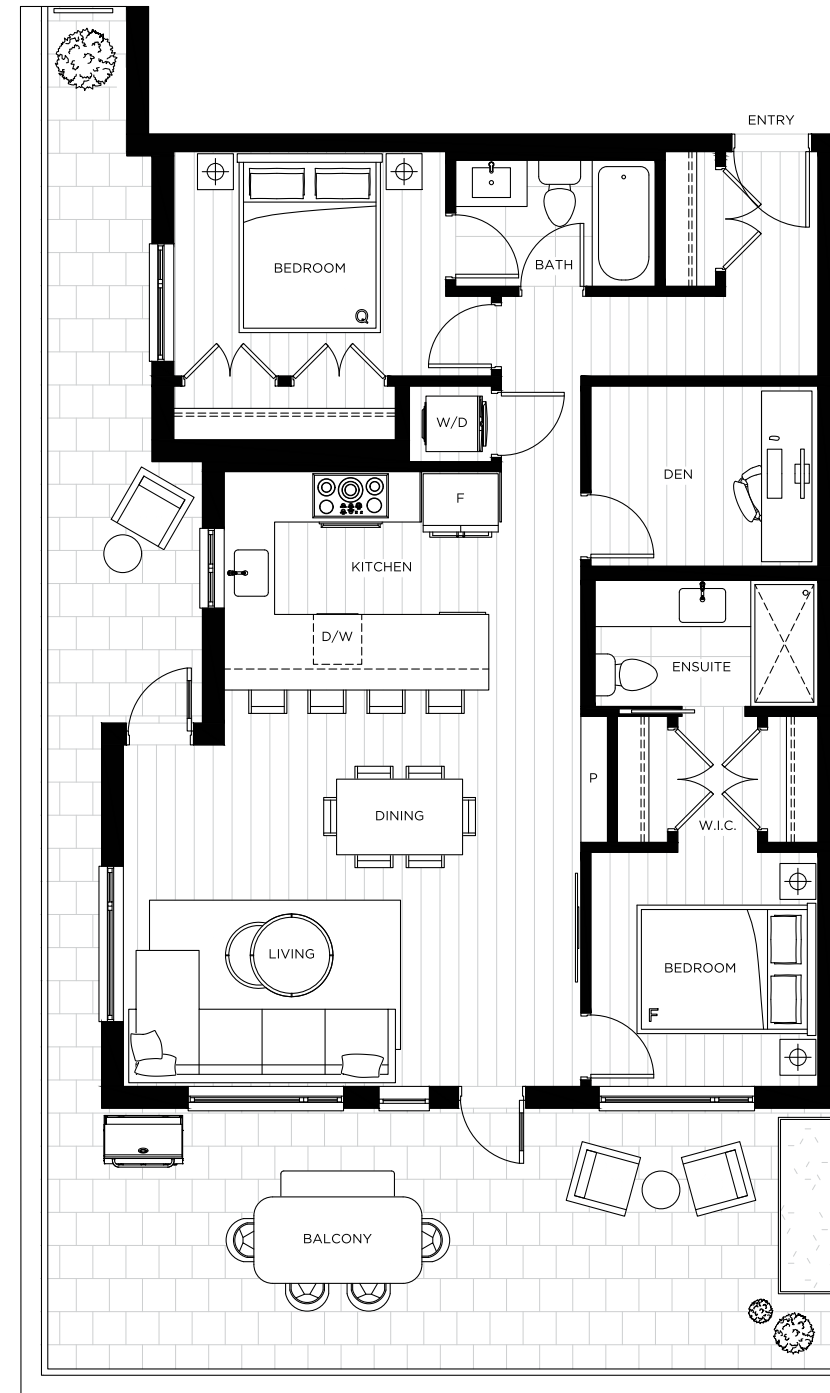 ENTRY
BEDROOM
Q
BATH
W/D
F
DEN
KITCHEN
D/W
ENSUITE
P
DINING
W.I.C.
LIVING
BEDROOM
F
BALCONY